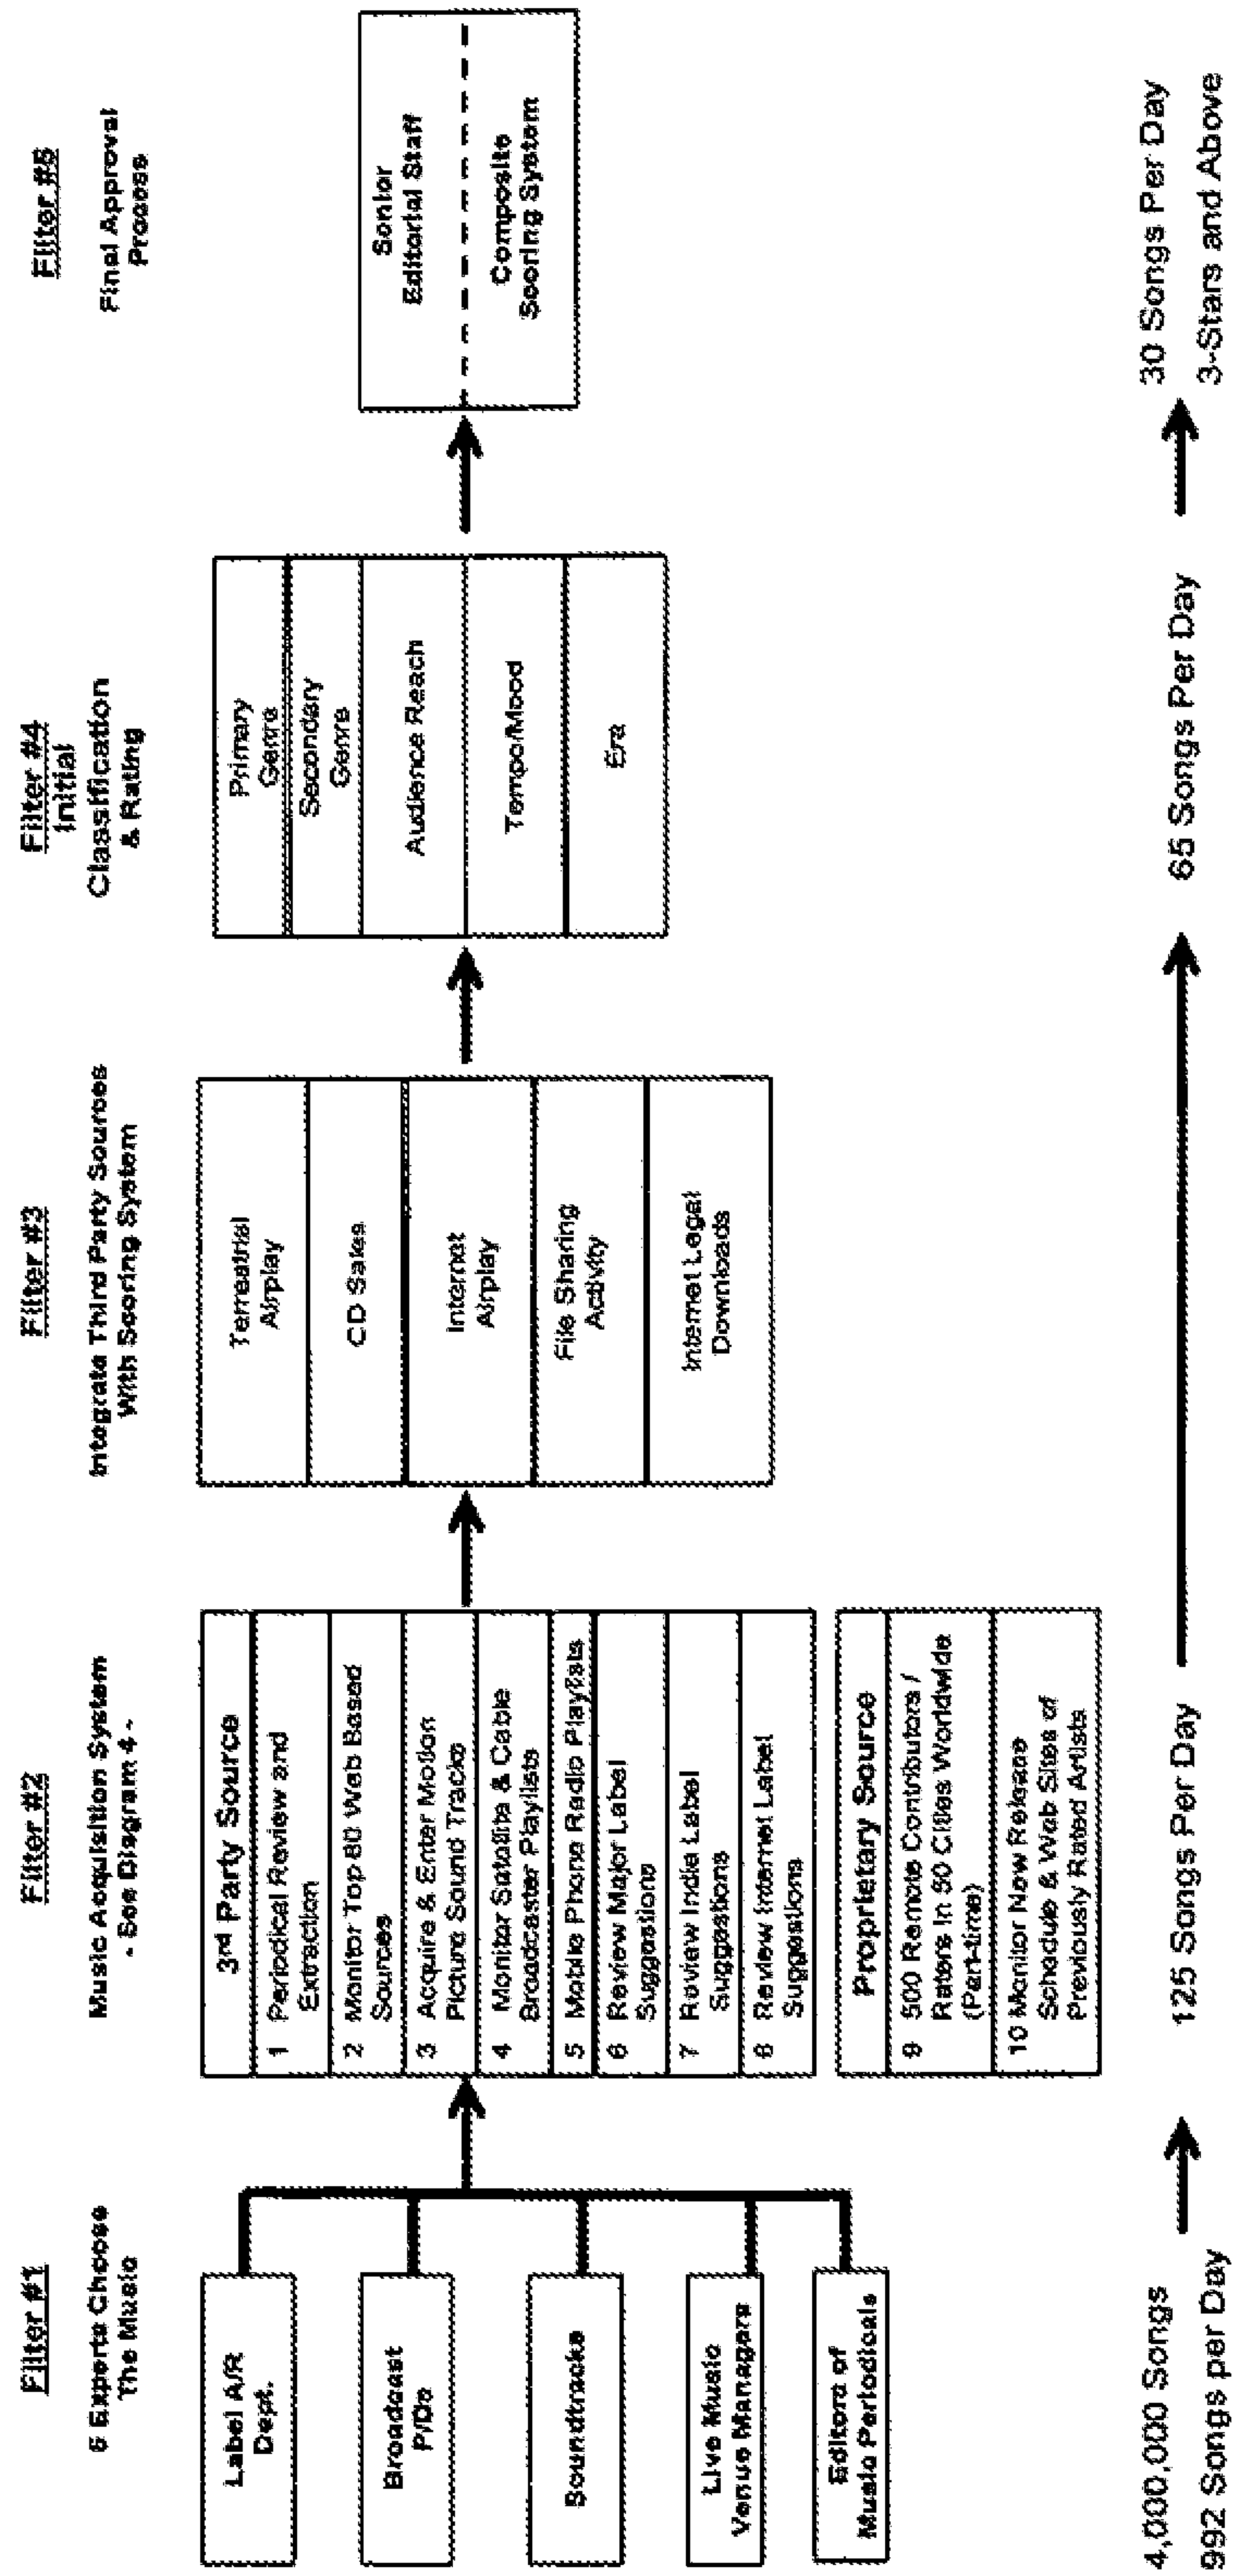 Filter #1
5 Experts Choose
The Music
Label A/R
Dept.
Broadcast
P/Ds
Soundtracks
Live Music
Venue Managers
Editors of
Music Periodicals
4,000,000 Songs
992 Songs per Day
Filter #2
Music Acquisition System
- See Diagram 4 -
3rd Party Source
1 Periodical Review and
Extraction
2 Monitor Top 80 Web Based
Sources
3 Acquire & Enter Motion
Picture Sound Tracks
4 Monitor Satellite & Cable
Broadcaster Playlists
5 Mobile Phone Radio Playlists
6 Review Major Label
Suggestions
7 Review Indie Label
Suggestions
8 Review Internet Label
Suggestions
Proprietary Source
9 500 Remote Contributors /
Raters in 50 Cities Worldwide
(Part-time)
10 Monitor New Release
Schedule & Web Sites of
Previously Rated Artists
125 Songs Per Day
Filter #3
Integrate Third Party Sources
With Scoring System
Terrestrial
Airplay
CD Sales
Internet
Airplay
File Sharing
Activity
Internet Legal
Downloads
Filter #4
Initial
Classification
& Rating
Primary
Genre
Secondary
Genre
Audience Reach
Tempo/Mood
Era
65 Songs Per Day
Filter #5
Final Approval
Process
Senior
Editorial Staff
Composite
Scoring System
30 Songs Per Day
3-Stars and Above